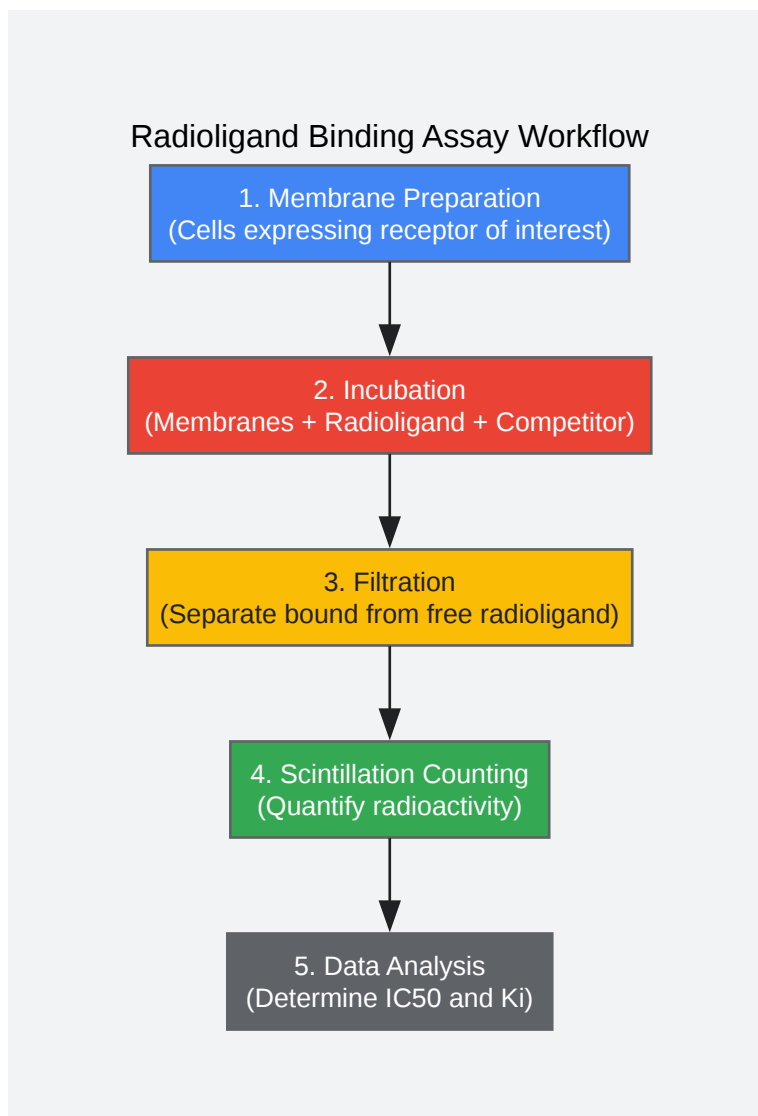 Radioligand Binding Assay Workflow
1. Membrane Preparation
(Cells expressing receptor of interest)
2. Incubation
(Membranes + Radioligand + Competitor)
3. Filtration
(Separate bound from free radioligand)
4. Scintillation Counting
(Quantify radioactivity)
5. Data Analysis
(Determine IC50 and Ki)